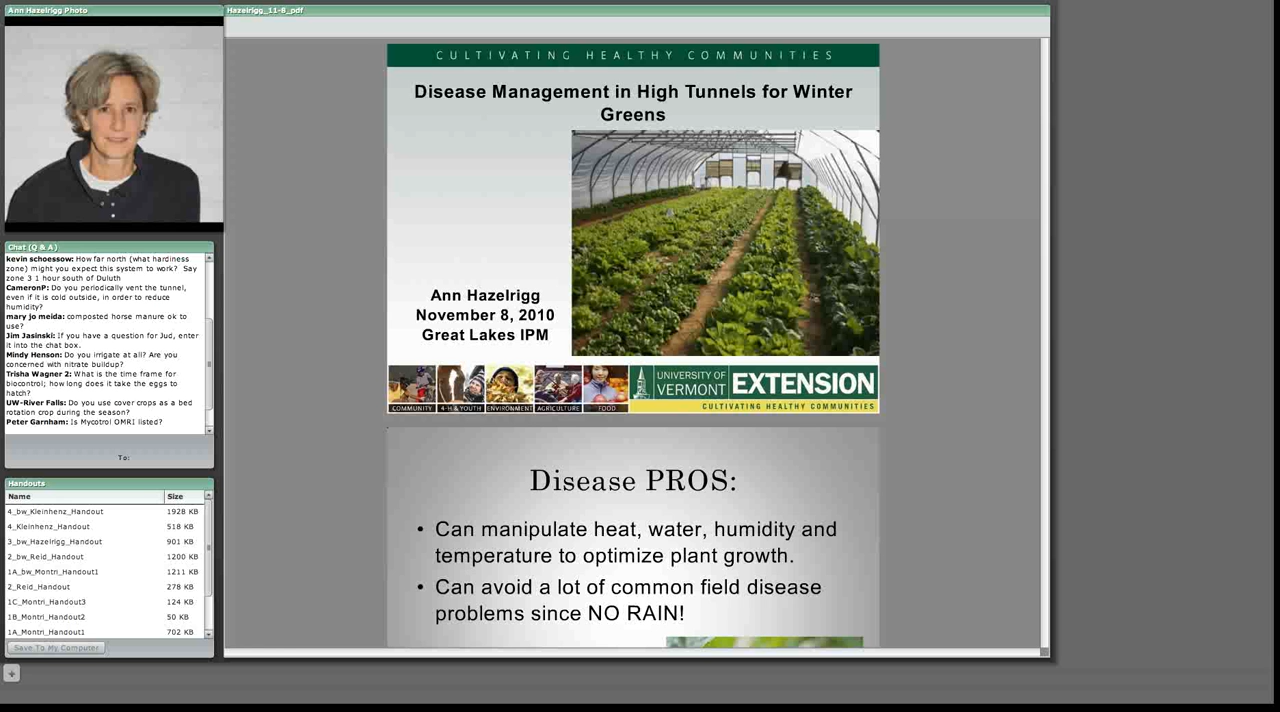 Ann Hazelrigg Photo
Hazelrigg_11-8_pdf
CULTIVATING HEALTHY COMMUNITIES
Disease Management in High Tunnels for Winter
Greens
Ann Hazelrigg
November 8, 2010
Great Lakes IPM
COMMUNITY
4-H & YOUTH
ENVIRONMENT
AGRICULTURE
FOOD
UNIVERSITY OF
VERMONT
EXTENSION
CULTIVATING HEALTHY COMMUNITIES
Disease PROS:
• Can manipulate heat, water, humidity and
temperature to optimize plant growth.
• Can avoid a lot of common field disease
problems since NO RAIN!
Chat (Q & A)
kevin schoessow: How far north (what hardiness
zone) might you expect this system to work? Say
zone 3 1 hour south of Duluth
CameronP: Do you periodically vent the tunnel,
even if it is cold outside, in order to reduce
humidity?
mary jo meida: composted horse manure ok to
use?
Jim Jasinski: If you have a question for Jud, enter
it into the chat box.
Mindy Henson: Do you irrigate at all? Are you
concerned with nitrate buildup?
Trisha Wagner 2: What is the time frame for
biocontrol; how long does it take the eggs to
hatch?
UW-River Falls: Do you use cover crops as a bed
rotation crop during the season?
Peter Garnham: Is Mycotrol OMRI listed?
To:
Handouts
Name Size
4_bw_Kleinhenz_Handout 1928 KB
4_Kleinhenz_Handout 518 KB
3_bw_Hazelrigg_Handout 901 KB
2_bw_Reid_Handout 1200 KB
1A_bw_Montri_Handout1 1211 KB
2_Reid_Handout 278 KB
1C_Montri_Handout3 124 KB
1B_Montri_Handout2 50 KB
1A_Montri_Handout1 702 KB
Save To My Computer